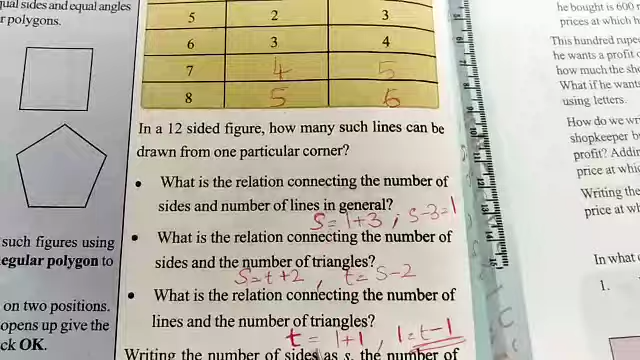 ual sides and equal angles
r polygons.
such figures using
egular polygon to
on two positions.
opens up give the
ck OK.
5 2 3
6 3 4
7 4 5
8 5 6
In a 12 sided figure, how many such lines can be
drawn from one particular corner?
• What is the relation connecting the number of
sides and number of lines in general?
S = l+3 ; S-3=l
• What is the relation connecting the number of
sides and the number of triangles?
S=t+2 , t= S-2
• What is the relation connecting the number of
lines and the number of triangles?
t = l+1 , l=t-1
Writing the number of sides as s, the number of
he bought is 600 r
prices at which h
This hundred rupe
he wants a profit o
how much the sho
What if he wants
using letters.
How do we wri
shopkeeper b
profit? Addin
price at whic
Writing the
price at wh
In what
1.